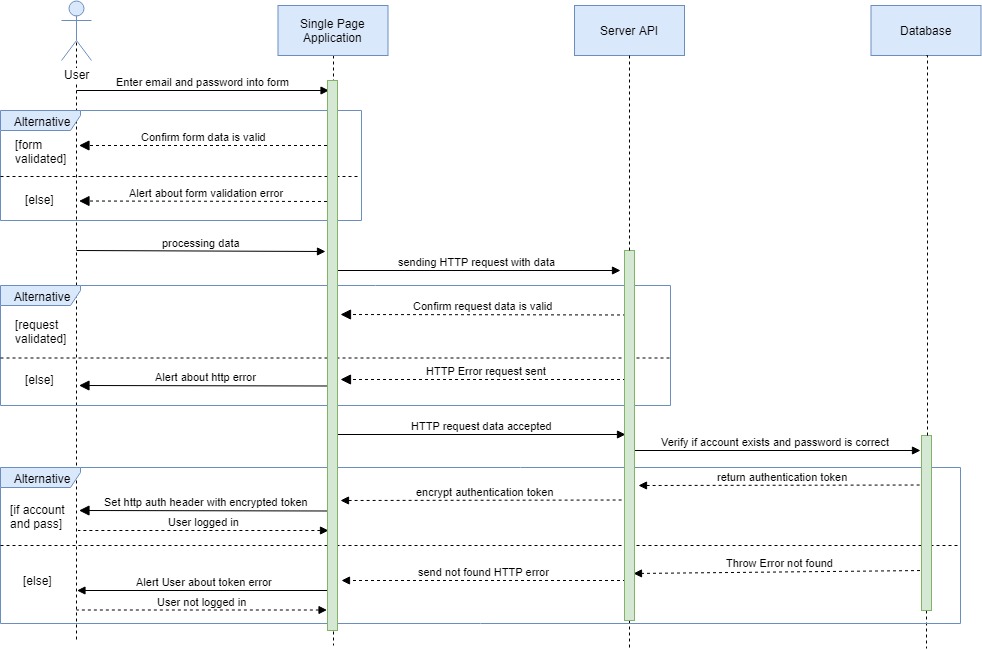 Single Page
Application
Server API
Database
User
Enter email and password into form
Alternative
[form
validated]
Confirm form data is valid
[else]
Alert about form validation error
processing data
sending HTTP request with data
Alternative
[request
validated]
Confirm request data is valid
[else]
Alert about http error
HTTP Error request sent
HTTP request data accepted
Verify if account exists and password is correct
Alternative
return authentication token
encrypt authentication token
[if account
and pass]
Set http auth header with encrypted token
User logged in
[else]
Throw Error not found
send not found HTTP error
Alert User about token error
User not logged in